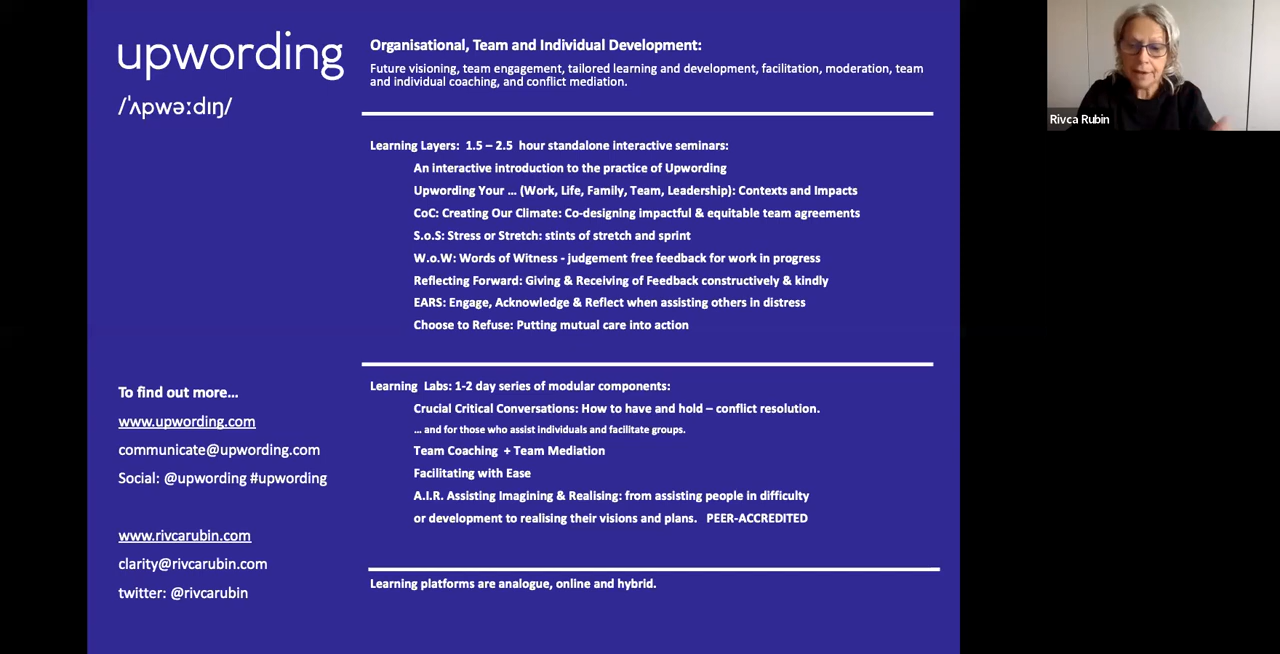 upwording
/ˈʌpwəːdɪŋ/
Organisational, Team and Individual Development:
Future visioning, team engagement, tailored learning and development, facilitation, moderation, team
and individual coaching, and conflict mediation.
Learning Layers:  1.5 – 2.5  hour standalone interactive seminars:
An interactive introduction to the practice of Upwording
Upwording Your ... (Work, Life, Family, Team, Leadership): Contexts and Impacts
CoC: Creating Our Climate: Co-designing impactful & equitable team agreements
S.o.S: Stress or Stretch: stints of stretch and sprint
W.o.W: Words of Witness - judgement free feedback for work in progress
Reflecting Forward: Giving & Receiving of Feedback constructively & kindly
EARS: Engage, Acknowledge & Reflect when assisting others in distress
Choose to Refuse: Putting mutual care into action
Learning  Labs: 1-2 day series of modular components:
Crucial Critical Conversations: How to have and hold – conflict resolution.
... and for those who assist individuals and facilitate groups.
Team Coaching  + Team Mediation
Facilitating with Ease
A.I.R. Assisting Imagining & Realising: from assisting people in difficulty
or development to realising their visions and plans.   PEER-ACCREDITED
Learning platforms are analogue, online and hybrid.
To find out more...
www.upwording.com
communicate@upwording.com
Social: @upwording #upwording
www.rivcarubin.com
clarity@rivcarubin.com
twitter: @rivcarubin
Rivca Rubin